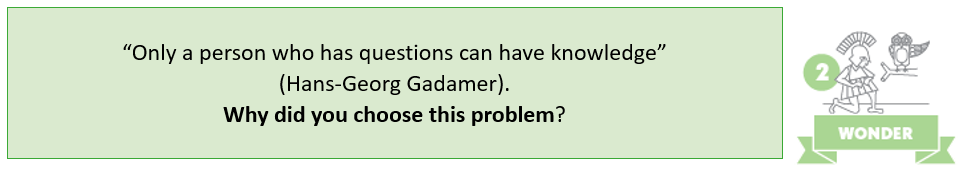 “Only a person who has questions can have knowledge”
(Hans-Georg Gadamer).
Why did you choose this problem?
2
WONDER